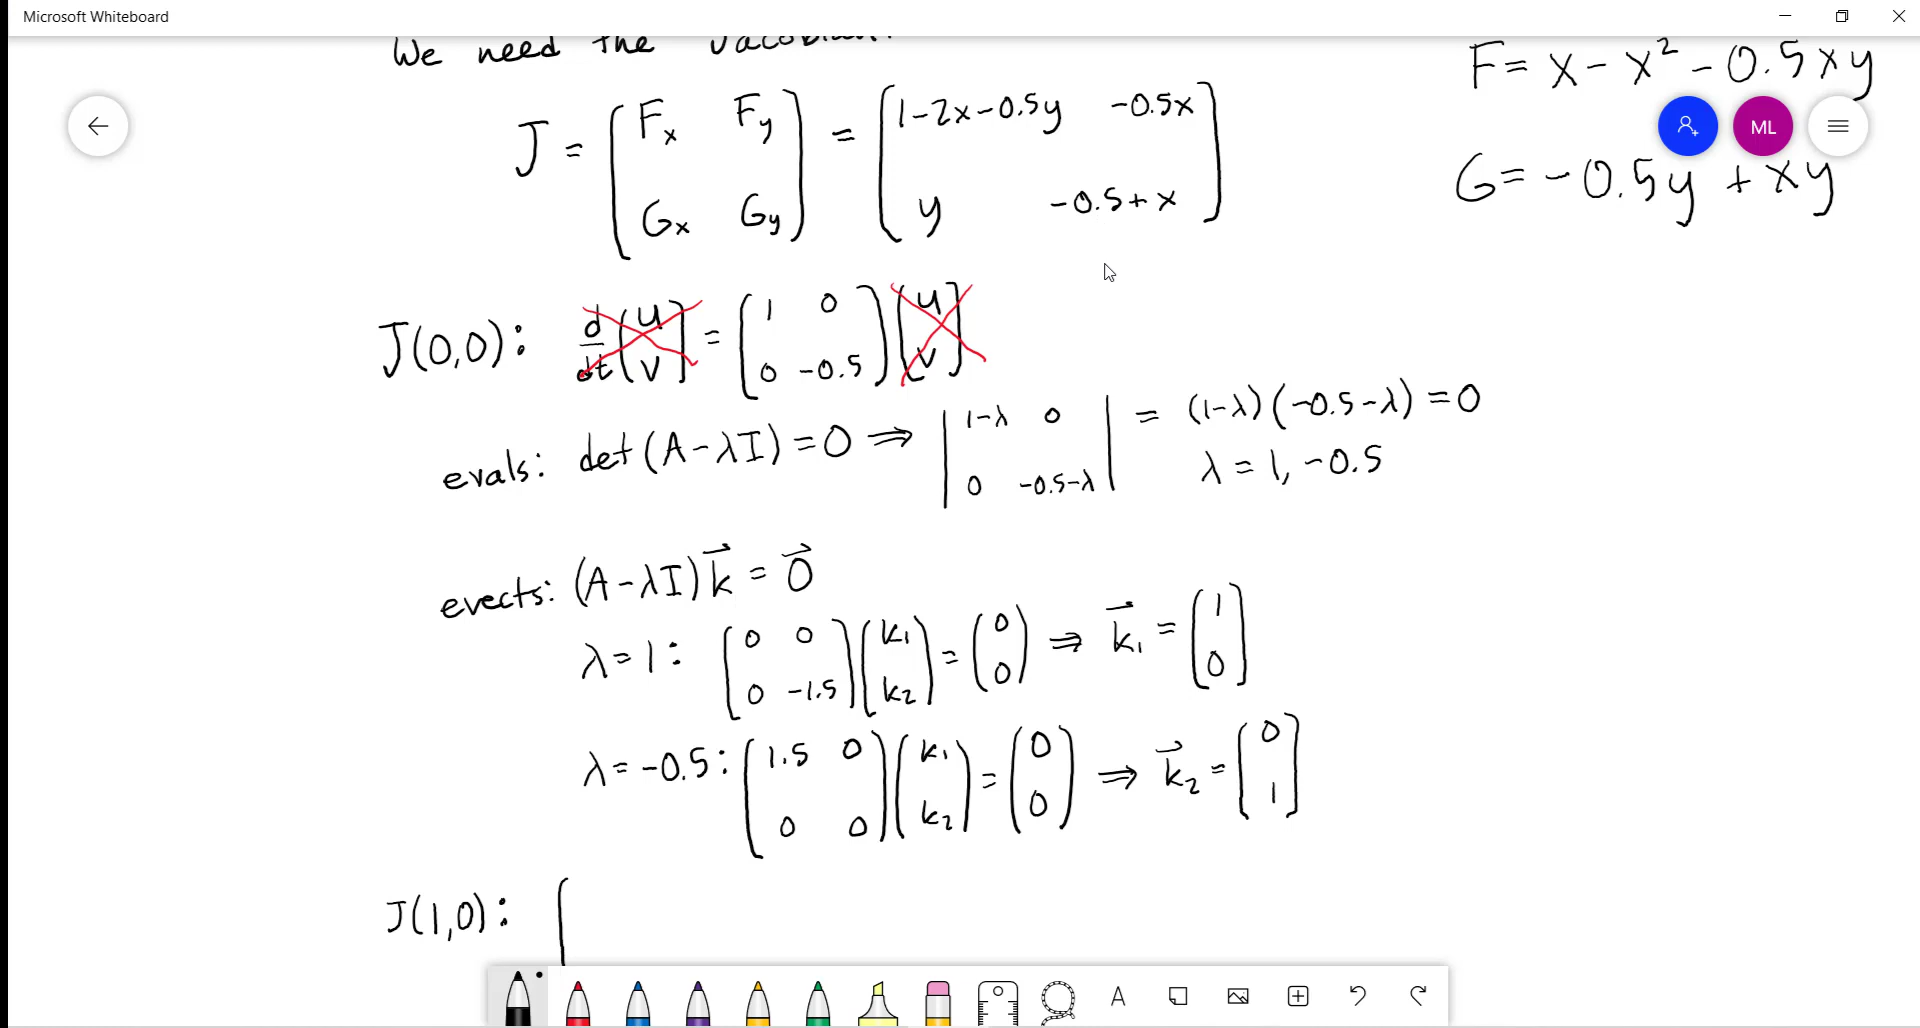 Microsoft Whiteboard
We need the Jacobian.
F = x - x² - 0.5xy
J = [Fx Fy; Gx Gy] = [1-2x-0.5y -0.5x; y -0.5+x]
ML
G = -0.5y + xy
J(0,0): d/dt (u v) = [1 0; 0 -0.5] [u v]
evals: det(A-λI) = 0 ⇒ |1-λ 0; 0 -0.5-λ| = (1-λ)(-0.5-λ) = 0
λ = 1, -0.5
evects: (A-λI)k⃗ = 0⃗
λ = 1: [0 0; 0 -1.5] (k₁ k₂) = (0 0) ⇒ k⃗₁ = [1 0]
λ = -0.5: [1.5 0; 0 0] (k₁ k₂) = (0 0) ⇒ k⃗₂ = [0 1]
J(1,0): [
A